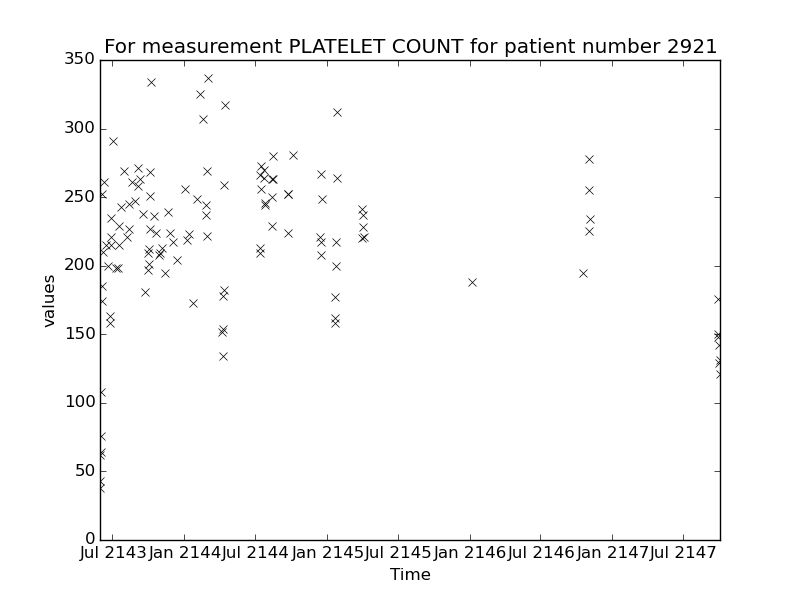 For measurement PLATELET COUNT for patient number 2921
350
300
250
200
150
100
50
0
values
Jul 2143 Jan 2144 Jul 2144 Jan 2145 Jul 2145 Jan 2146 Jul 2146 Jan 2147 Jul 2147
Time